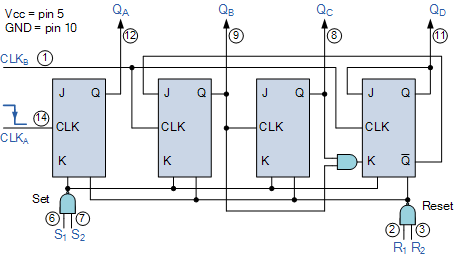 Vcc = pin 5
GND = pin 10
QA QB QC QD
12 9 8 11
CLKB 1
J Q J Q J Q J Q
14
CLKA
CLK CLK CLK CLK
K K K K Q̅
Set Reset
6 7 2 3
S1 S2 R1 R2